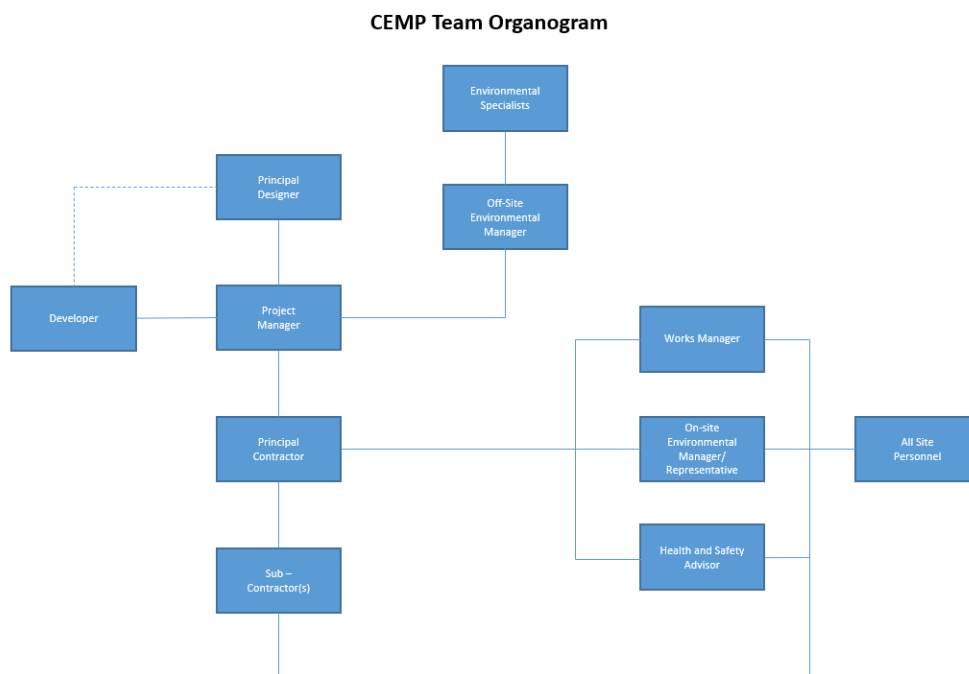 CEMP Team Organogram
Environmental
Specialists
Principal
Designer
Off-Site
Environmental
Manager
Developer
Project
Manager
Works Manager
Principal
Contractor
On-site
Environmental
Manager/
Representative
All Site
Personnel
Health and Safety
Advisor
Sub –
Contractor(s)